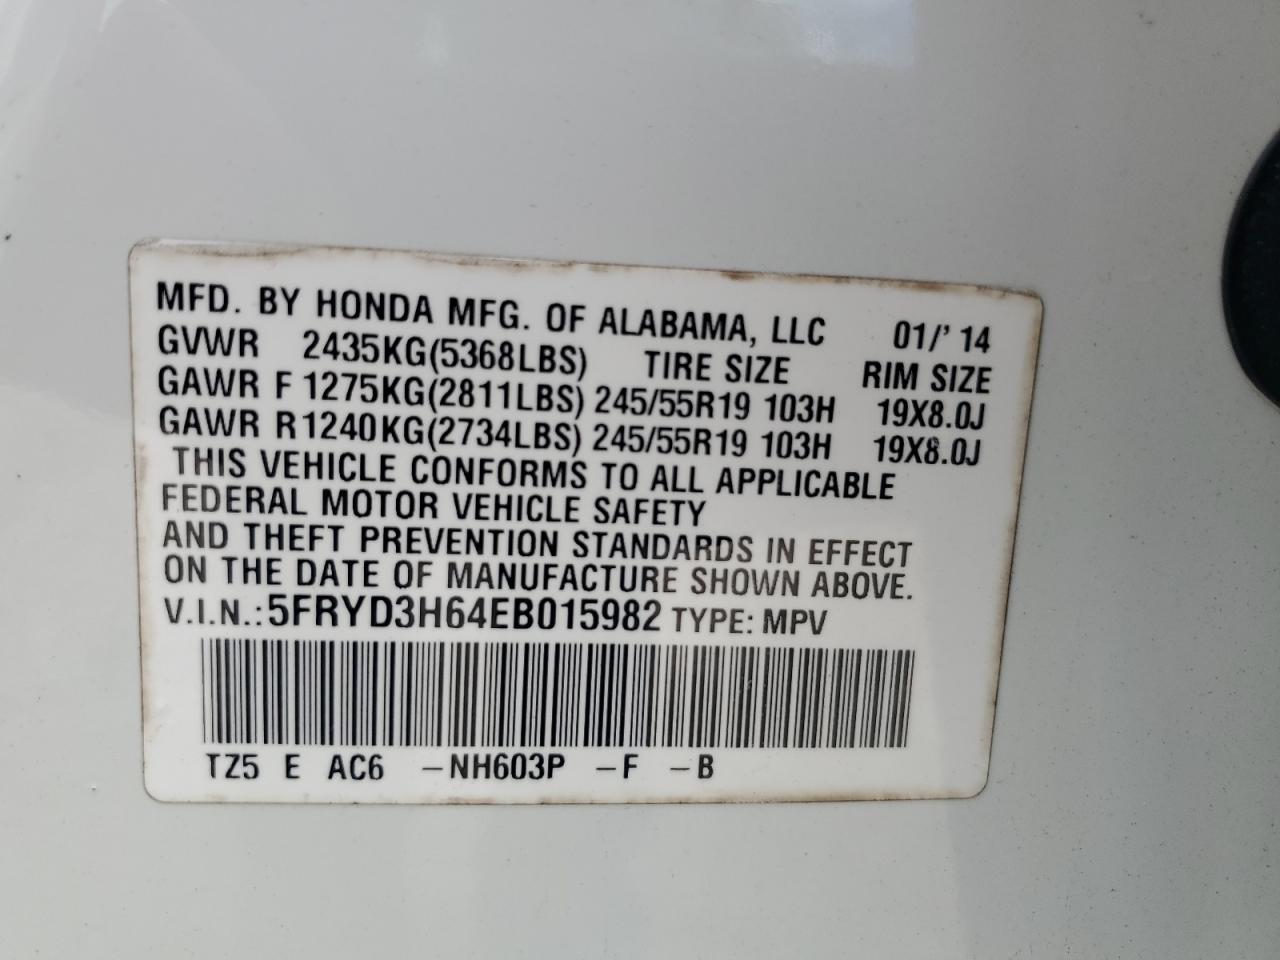 MFD. BY HONDA MFG. OF ALABAMA, LLC 01/' 14
GVWR 2435KG(5368LBS) TIRE SIZE RIM SIZE
GAWR F 1275KG(2811LBS) 245/55R19 103H 19X8.0J
GAWR R1240KG(2734LBS) 245/55R19 103H 19X8.0J
THIS VEHICLE CONFORMS TO ALL APPLICABLE
FEDERAL MOTOR VEHICLE SAFETY
AND THEFT PREVENTION STANDARDS IN EFFECT
ON THE DATE OF MANUFACTURE SHOWN ABOVE.
V.I.N.: 5FRYD3H64EB015982 TYPE: MPV
TZ5 E AC6 –NH603P –F –B